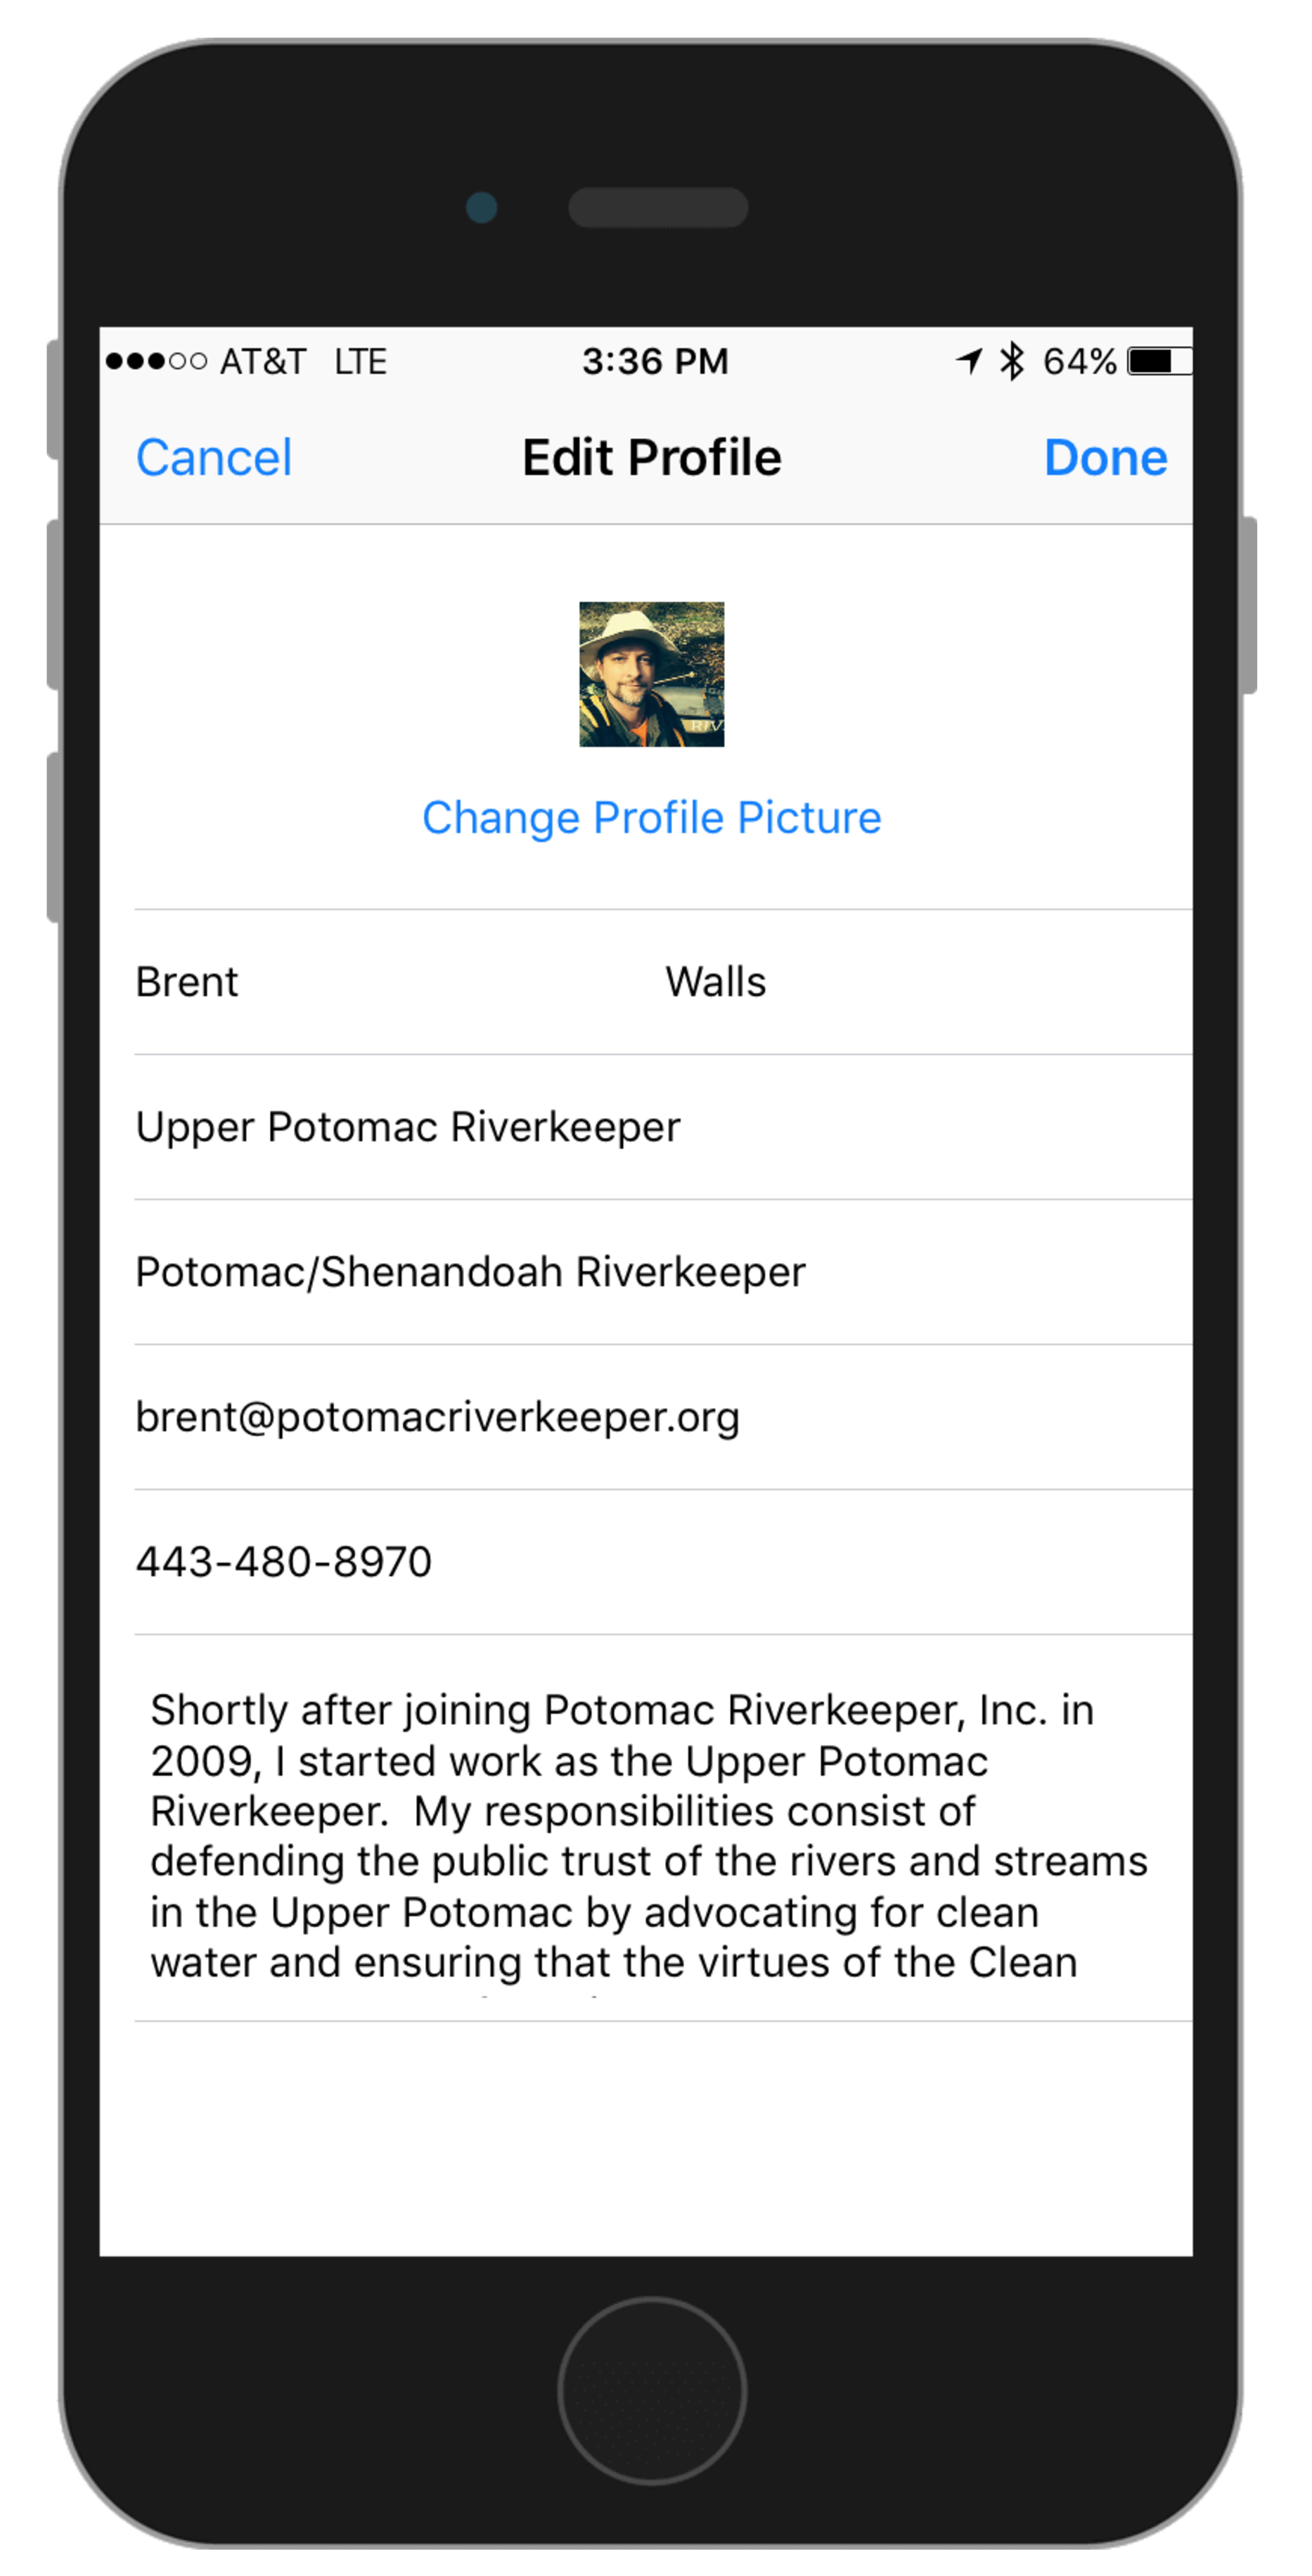 AT&T LTE 3:36 PM 64%
Cancel Edit Profile Done
RIV
Change Profile Picture
Brent Walls
Upper Potomac Riverkeeper
Potomac/Shenandoah Riverkeeper
brent@potomacriverkeeper.org
443-480-8970
Shortly after joining Potomac Riverkeeper, Inc. in
2009, I started work as the Upper Potomac
Riverkeeper.  My responsibilities consist of
defending the public trust of the rivers and streams
in the Upper Potomac by advocating for clean
water and ensuring that the virtues of the Clean